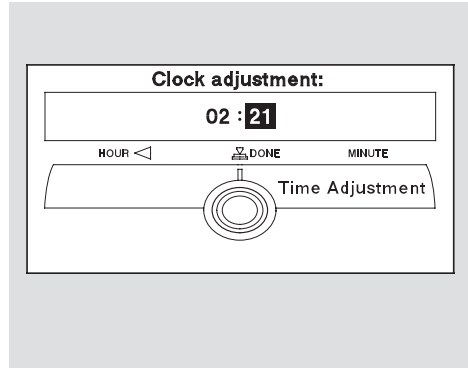 Clock adjustment:
02 : 21
HOUR DONE MINUTE
Time Adjustment